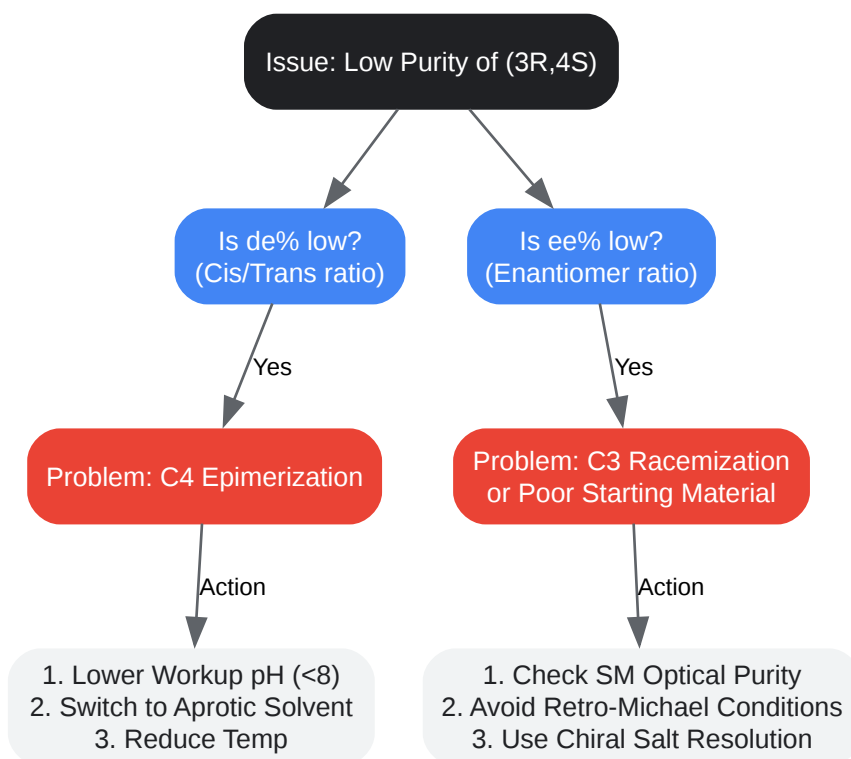 Issue: Low Purity of (3R,4S)
Is de% low?
(Cis/Trans ratio)
Is ee% low?
(Enantiomer ratio)
Yes
Yes
Problem: C4 Epimerization
Problem: C3 Racemization
or Poor Starting Material
Action
Action
1. Lower Workup pH (<8)
2. Switch to Aprotic Solvent
3. Reduce Temp
1. Check SM Optical Purity
2. Avoid Retro-Michael Conditions
3. Use Chiral Salt Resolution